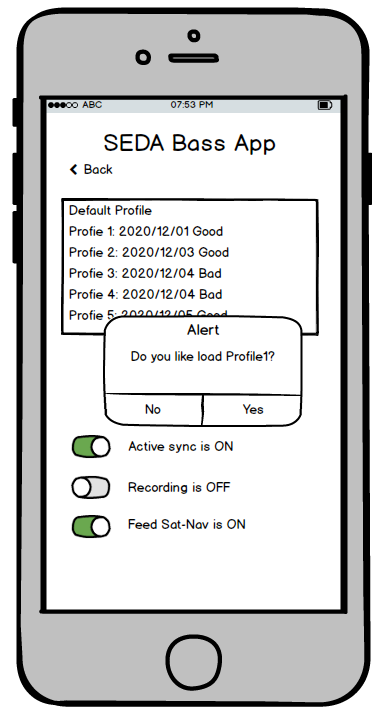 ABC 07:53 PM
SEDA Bass App
Back
Default Profile
Profie 1: 2020/12/01 Good
Profie 2: 2020/12/03 Good
Profie 3: 2020/12/04 Bad
Profie 4: 2020/12/04 Bad
Profie 5: 2020/12/05 Good
Alert
Do you like load Profile1?
No Yes
Active sync is ON
Recording is OFF
Feed Sat-Nav is ON